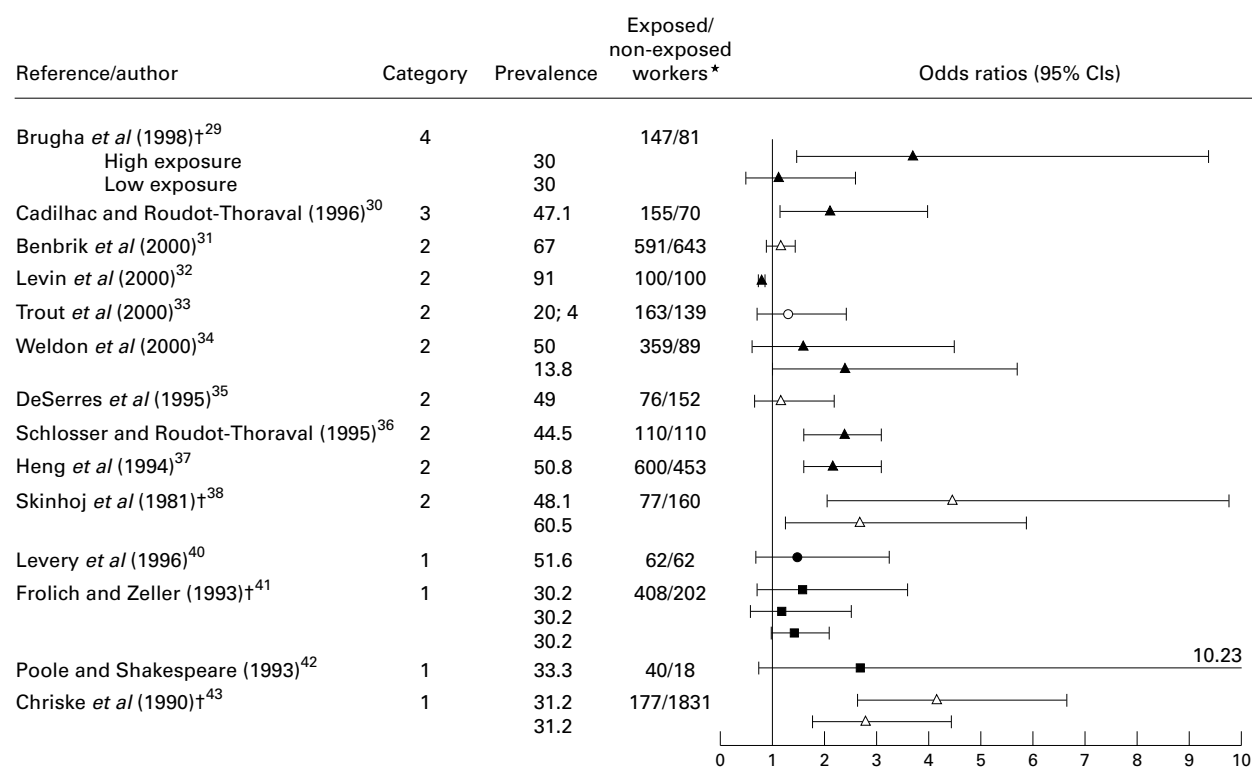 Exposed/
non-exposed
Reference/author Category Prevalence workers★ Odds ratios (95% CIs)
Brugha et al (1998)†29 4 147/81
High exposure 30
Low exposure 30
Cadilhac and Roudot-Thoraval (1996)30 3 47.1 155/70
Benbrik et al (2000)31 2 67 591/643
Levin et al (2000)32 2 91 100/100
Trout et al (2000)33 2 20; 4 163/139
Weldon et al (2000)34 2 50 359/89
13.8
DeSerres et al (1995)35 2 49 76/152
Schlosser and Roudot-Thoraval (1995)36 2 44.5 110/110
Heng et al (1994)37 2 50.8 600/453
Skinhoj et al (1981)†38 2 48.1 77/160
60.5
Levery et al (1996)40 1 51.6 62/62
Frolich and Zeller (1993)†41 1 30.2 408/202
30.2
30.2
10.23
Poole and Shakespeare (1993)42 1 33.3 40/18
Chriske et al (1990)†43 1 31.2 177/1831
31.2
0 1 2 3 4 5 6 7 8 9 10